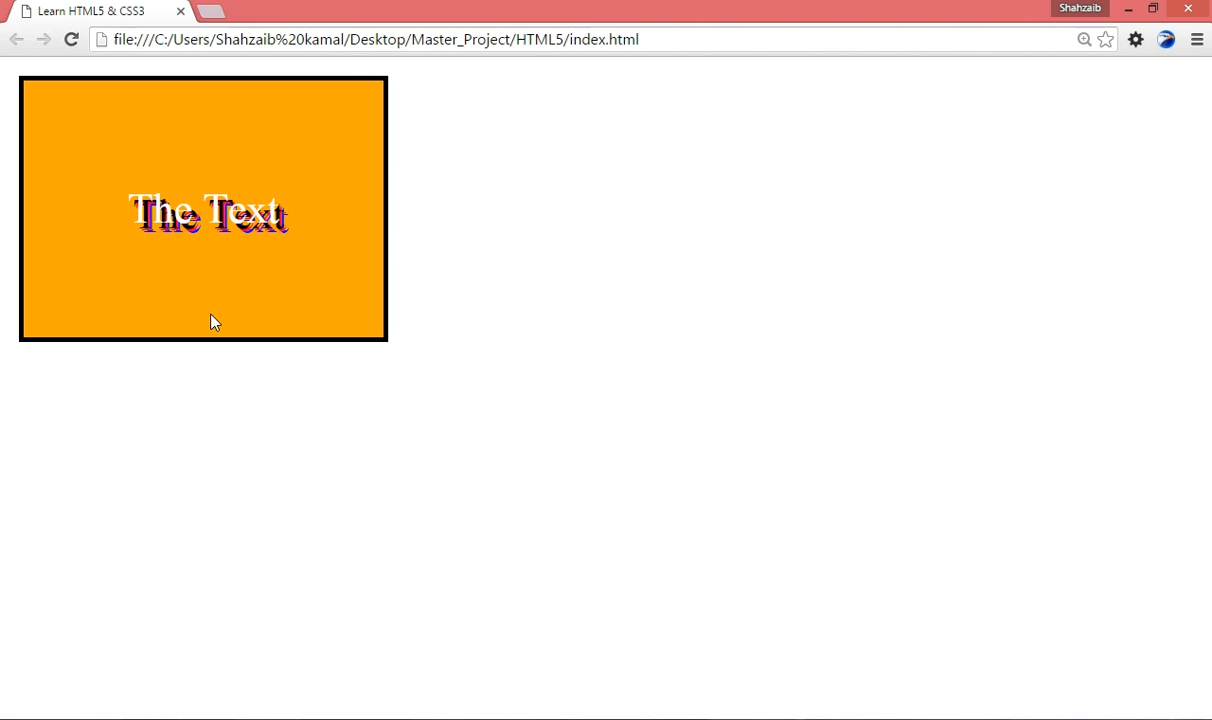 Learn HTML5 & CSS3
Shahzaib
file:///C:/Users/Shahzaib%20kamal/Desktop/Master_Project/HTML5/index.html
The Text